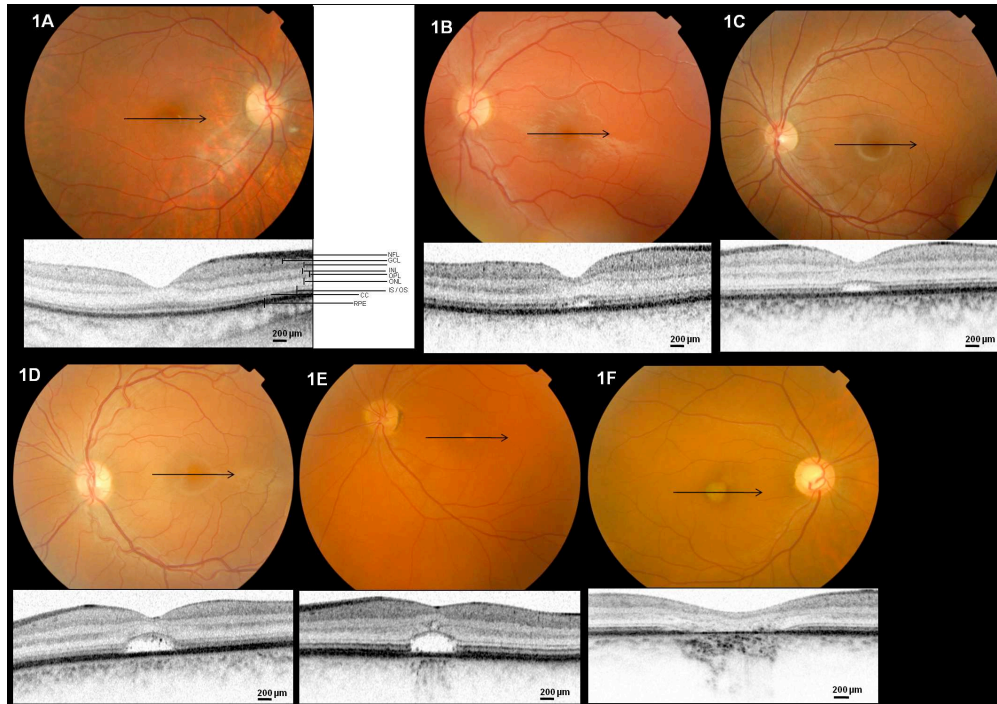 1A
1B
1C
NFL
GCL
INL
OPL
ONL
IS / OS
CC
RPE
200 µm
200 µm
200 µm
1D
1E
1F
200 µm
200 µm
200 µm